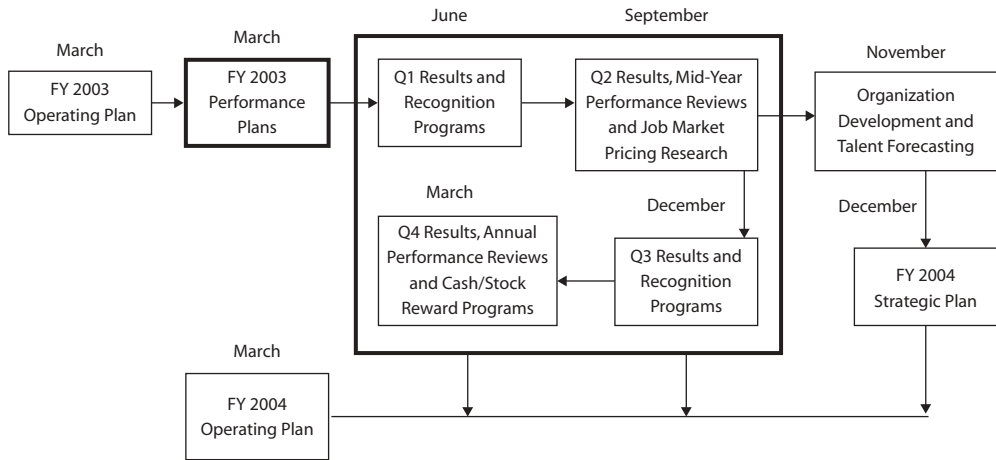 June
September
March
March
November
FY 2003
Operating Plan
FY 2003
Performance
Plans
Q1 Results and
Recognition
Programs
Q2 Results, Mid-Year
Performance Reviews
and Job Market
Pricing Research
Organization
Development and
Talent Forecasting
March
December
December
Q4 Results, Annual
Performance Reviews
and Cash/Stock
Reward Programs
Q3 Results and
Recognition
Programs
FY 2004
Strategic Plan
March
FY 2004
Operating Plan